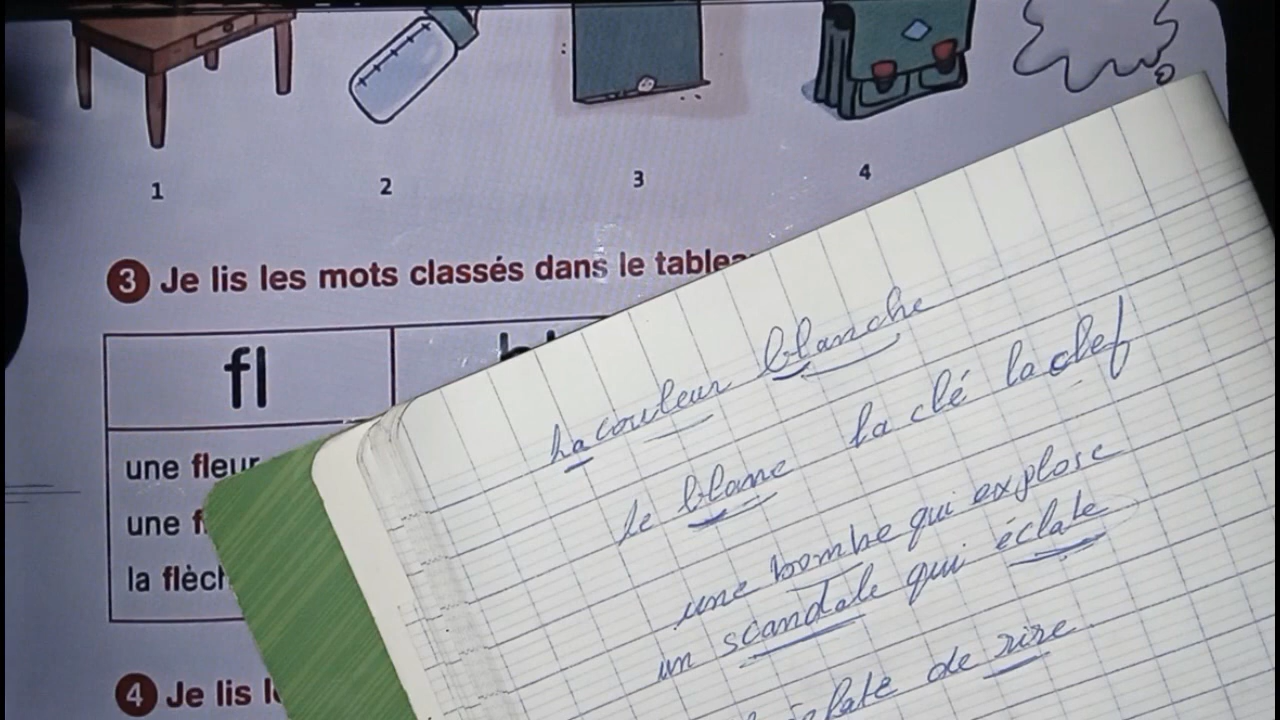 1 2 3 4
3 Je lis les mots classés dans le
fl
une fleur
une
la
4 Je lis
La couleur blanche
le blanc la clé la clef
une bombe qui explose
un scandale qui éclate
de rire